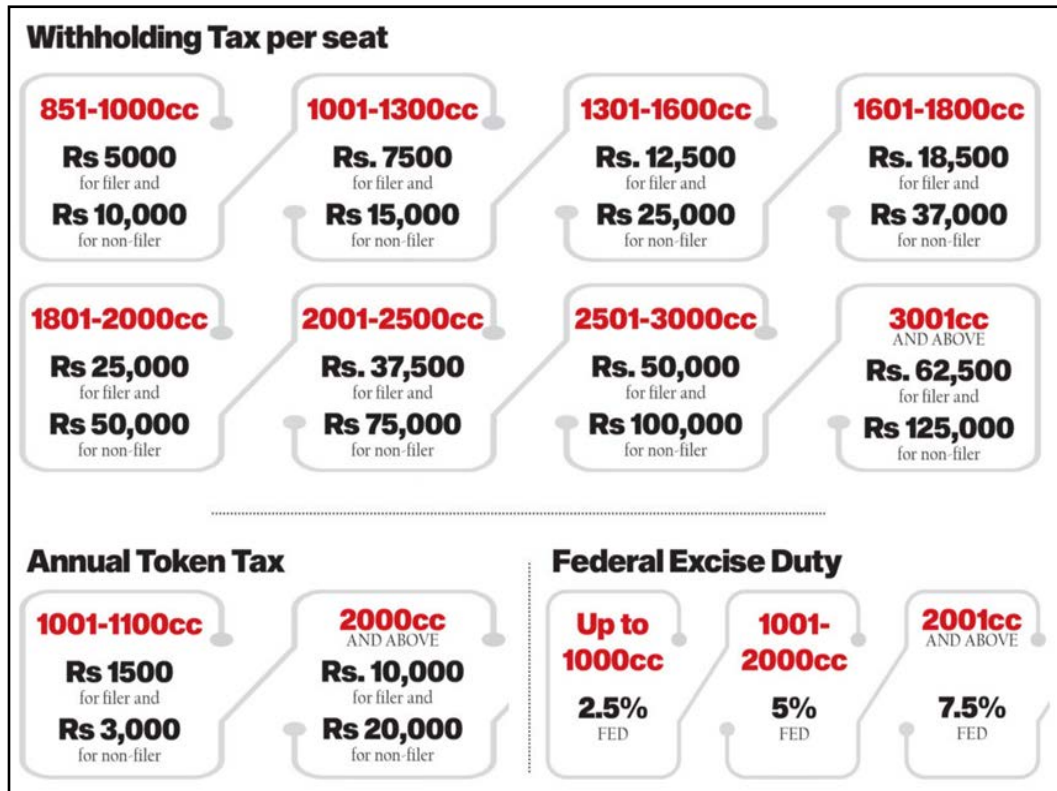 Withholding Tax per seat
851-1000cc
Rs 5000
for filer and
Rs 10,000
for non-filer
1001-1300cc
Rs. 7500
for filer and
Rs 15,000
for non-filer
1301-1600cc
Rs. 12,500
for filer and
Rs 25,000
for non-filer
1601-1800cc
Rs. 18,500
for filer and
Rs 37,000
for non-filer
1801-2000cc
Rs 25,000
for filer and
Rs 50,000
for non-filer
2001-2500cc
Rs. 37,500
for filer and
Rs 75,000
for non-filer
2501-3000cc
Rs. 50,000
for filer and
Rs 100,000
for non-filer
3001cc
AND ABOVE
Rs. 62,500
for filer and
Rs 125,000
for non-filer
Annual Token Tax
1001-1100cc
Rs 1500
for filer and
Rs 3,000
for non-filer
2000cc
AND ABOVE
Rs. 10,000
for filer and
Rs 20,000
for non-filer
Federal Excise Duty
Up to
1000cc
2.5%
FED
1001-
2000cc
5%
FED
2001cc
AND ABOVE
7.5%
FED